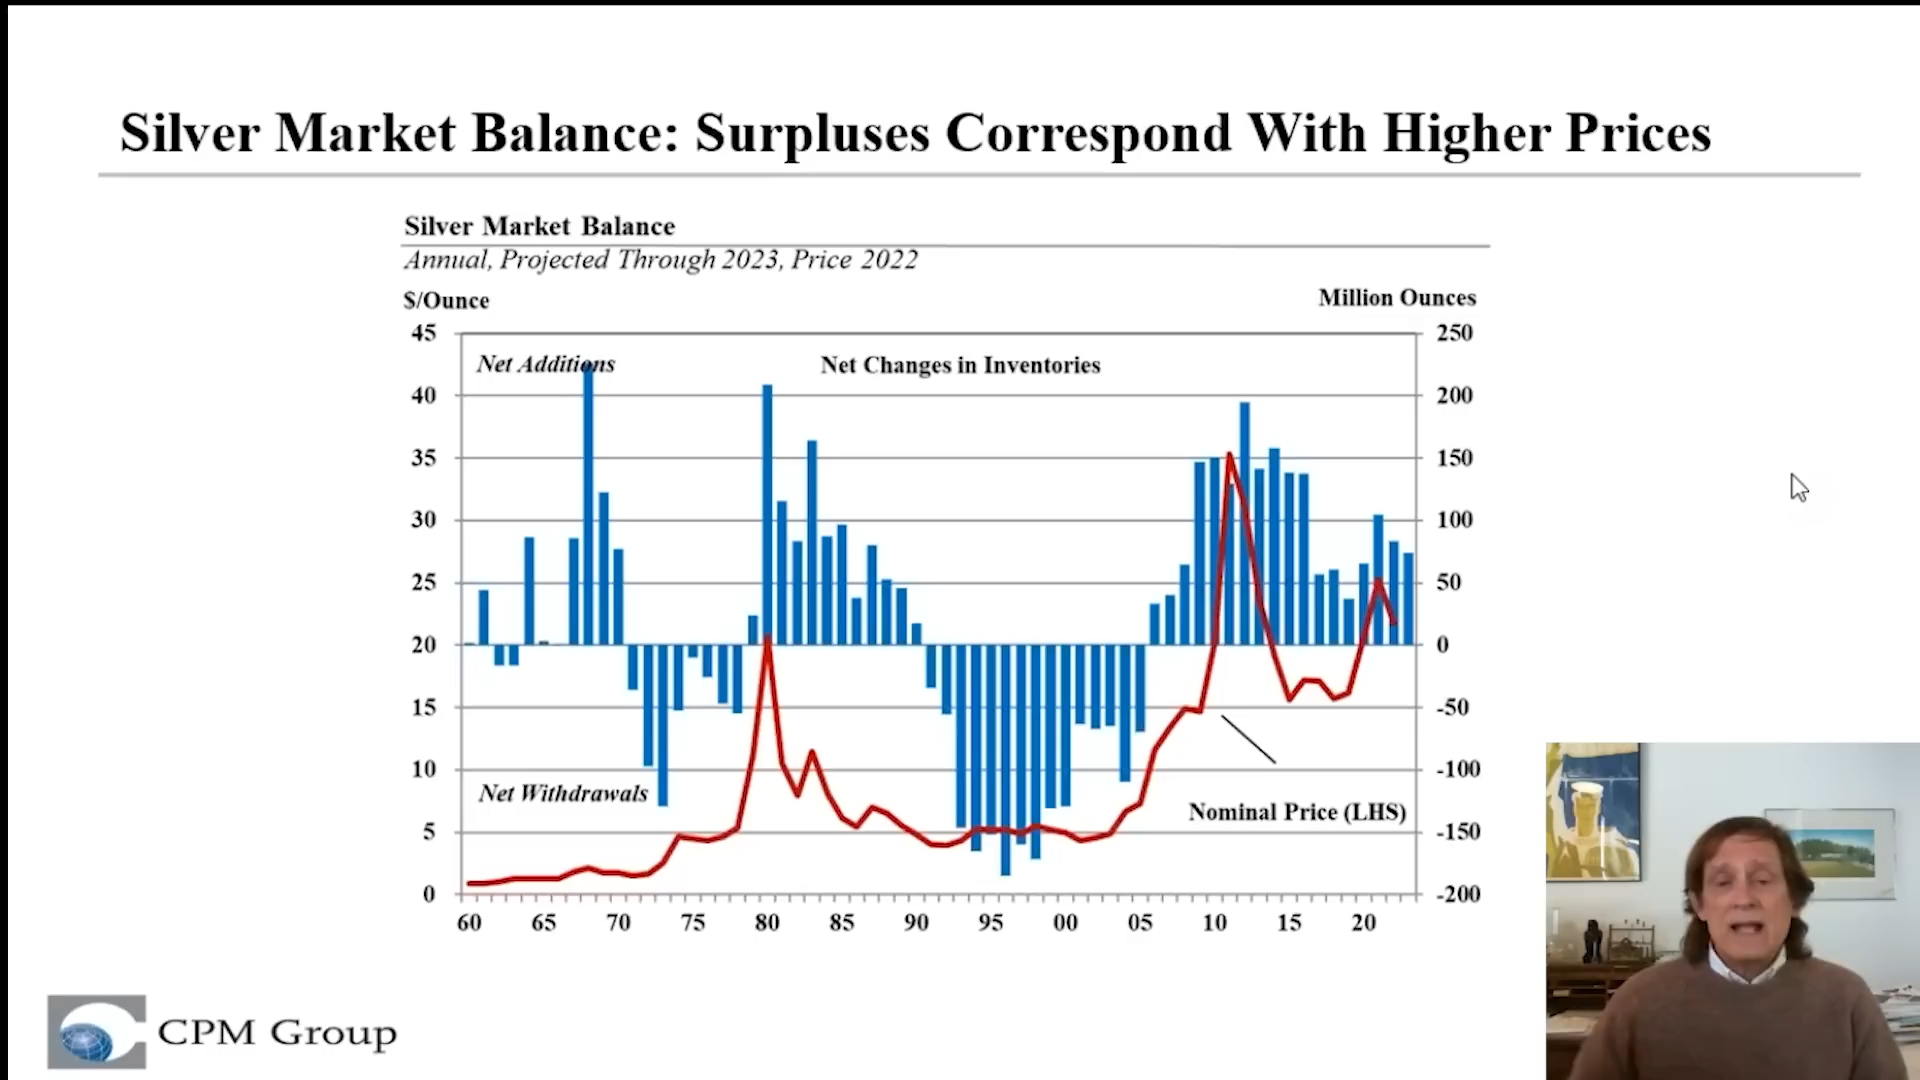 Silver Market Balance: Surpluses Correspond With Higher Prices
Silver Market Balance
Annual, Projected Through 2023, Price 2022
$/Ounce
Million Ounces
Net Additions
Net Changes in Inventories
45
40
35
30
25
20
15
10
5
0
250
200
150
100
50
0
-50
-100
-150
-200
Net Withdrawals
Nominal Price (LHS)
60 65 70 75 80 85 90 95 00 05 10 15 20
CPM Group